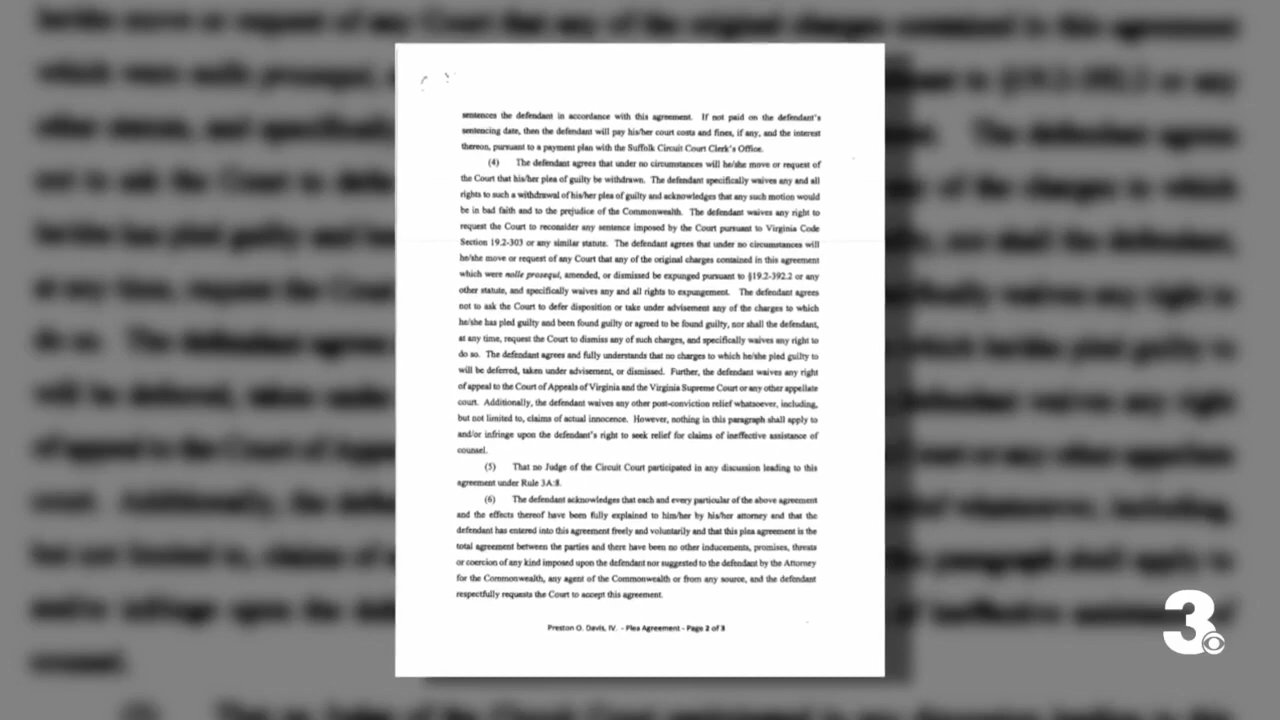 sentences the defendant in accordance with this agreement. If not paid on the defendant's
sentencing date, then the defendant will pay his/her court costs and fines, if any, and the interest
thereon, pursuant to a payment plan with the Suffolk Circuit Court Clerk's Office.
(4) The defendant agrees that under no circumstances will he/she move or request of
the Court that his/her plea of guilty be withdrawn. The defendant specifically waives any and all
rights to such a withdrawal of his/her plea of guilty and acknowledges that any such motion would
be in bad faith and to the prejudice of the Commonwealth. The defendant waives any right to
request the Court to reconsider any sentence imposed by the Court pursuant to Virginia Code
Section 19.2-303 or any similar statute. The defendant agrees that under no circumstances will
he/she move or request of any Court that any of the original charges contained in this agreement
which were nolle prosequi, amended, or dismissed be expunged pursuant to §19.2-392.2 or any
other statute, and specifically waives any and all rights to expungement. The defendant agrees
not to ask the Court to defer disposition or take under advisement any of the charges to which
he/she has pled guilty and been found guilty or agreed to be found guilty, nor shall the defendant,
at any time, request the Court to dismiss any of such charges, and specifically waives any right to
do so. The defendant agrees and fully understands that no charges to which he/she pled guilty to
will be deferred, taken under advisement, or dismissed. Further, the defendant waives any right
of appeal to the Court of Appeals of Virginia and the Virginia Supreme Court or any other appellate
court. Additionally, the defendant waives any other post-conviction relief whatsoever, including,
but not limited to, claims of actual innocence. However, nothing in this paragraph shall apply to
and/or infringe upon the defendant's right to seek relief for claims of ineffective assistance of
counsel.
(5) That no Judge of the Circuit Court participated in any discussion leading to this
agreement under Rule 3A:8.
(6) The defendant acknowledges that each and every particular of the above agreement
and the effects thereof have been fully explained to him/her by his/her attorney and that the
defendant has entered into this agreement freely and voluntarily and that this plea agreement is the
total agreement between the parties and there have been no other inducements, promises, threats
or coercion of any kind imposed upon the defendant nor suggested to the defendant by the Attorney
for the Commonwealth, any agent of the Commonwealth or from any source, and the defendant
respectfully requests the Court to accept this agreement.
Preston O. Davis, IV. - Plea Agreement - Page 2 of 3
3